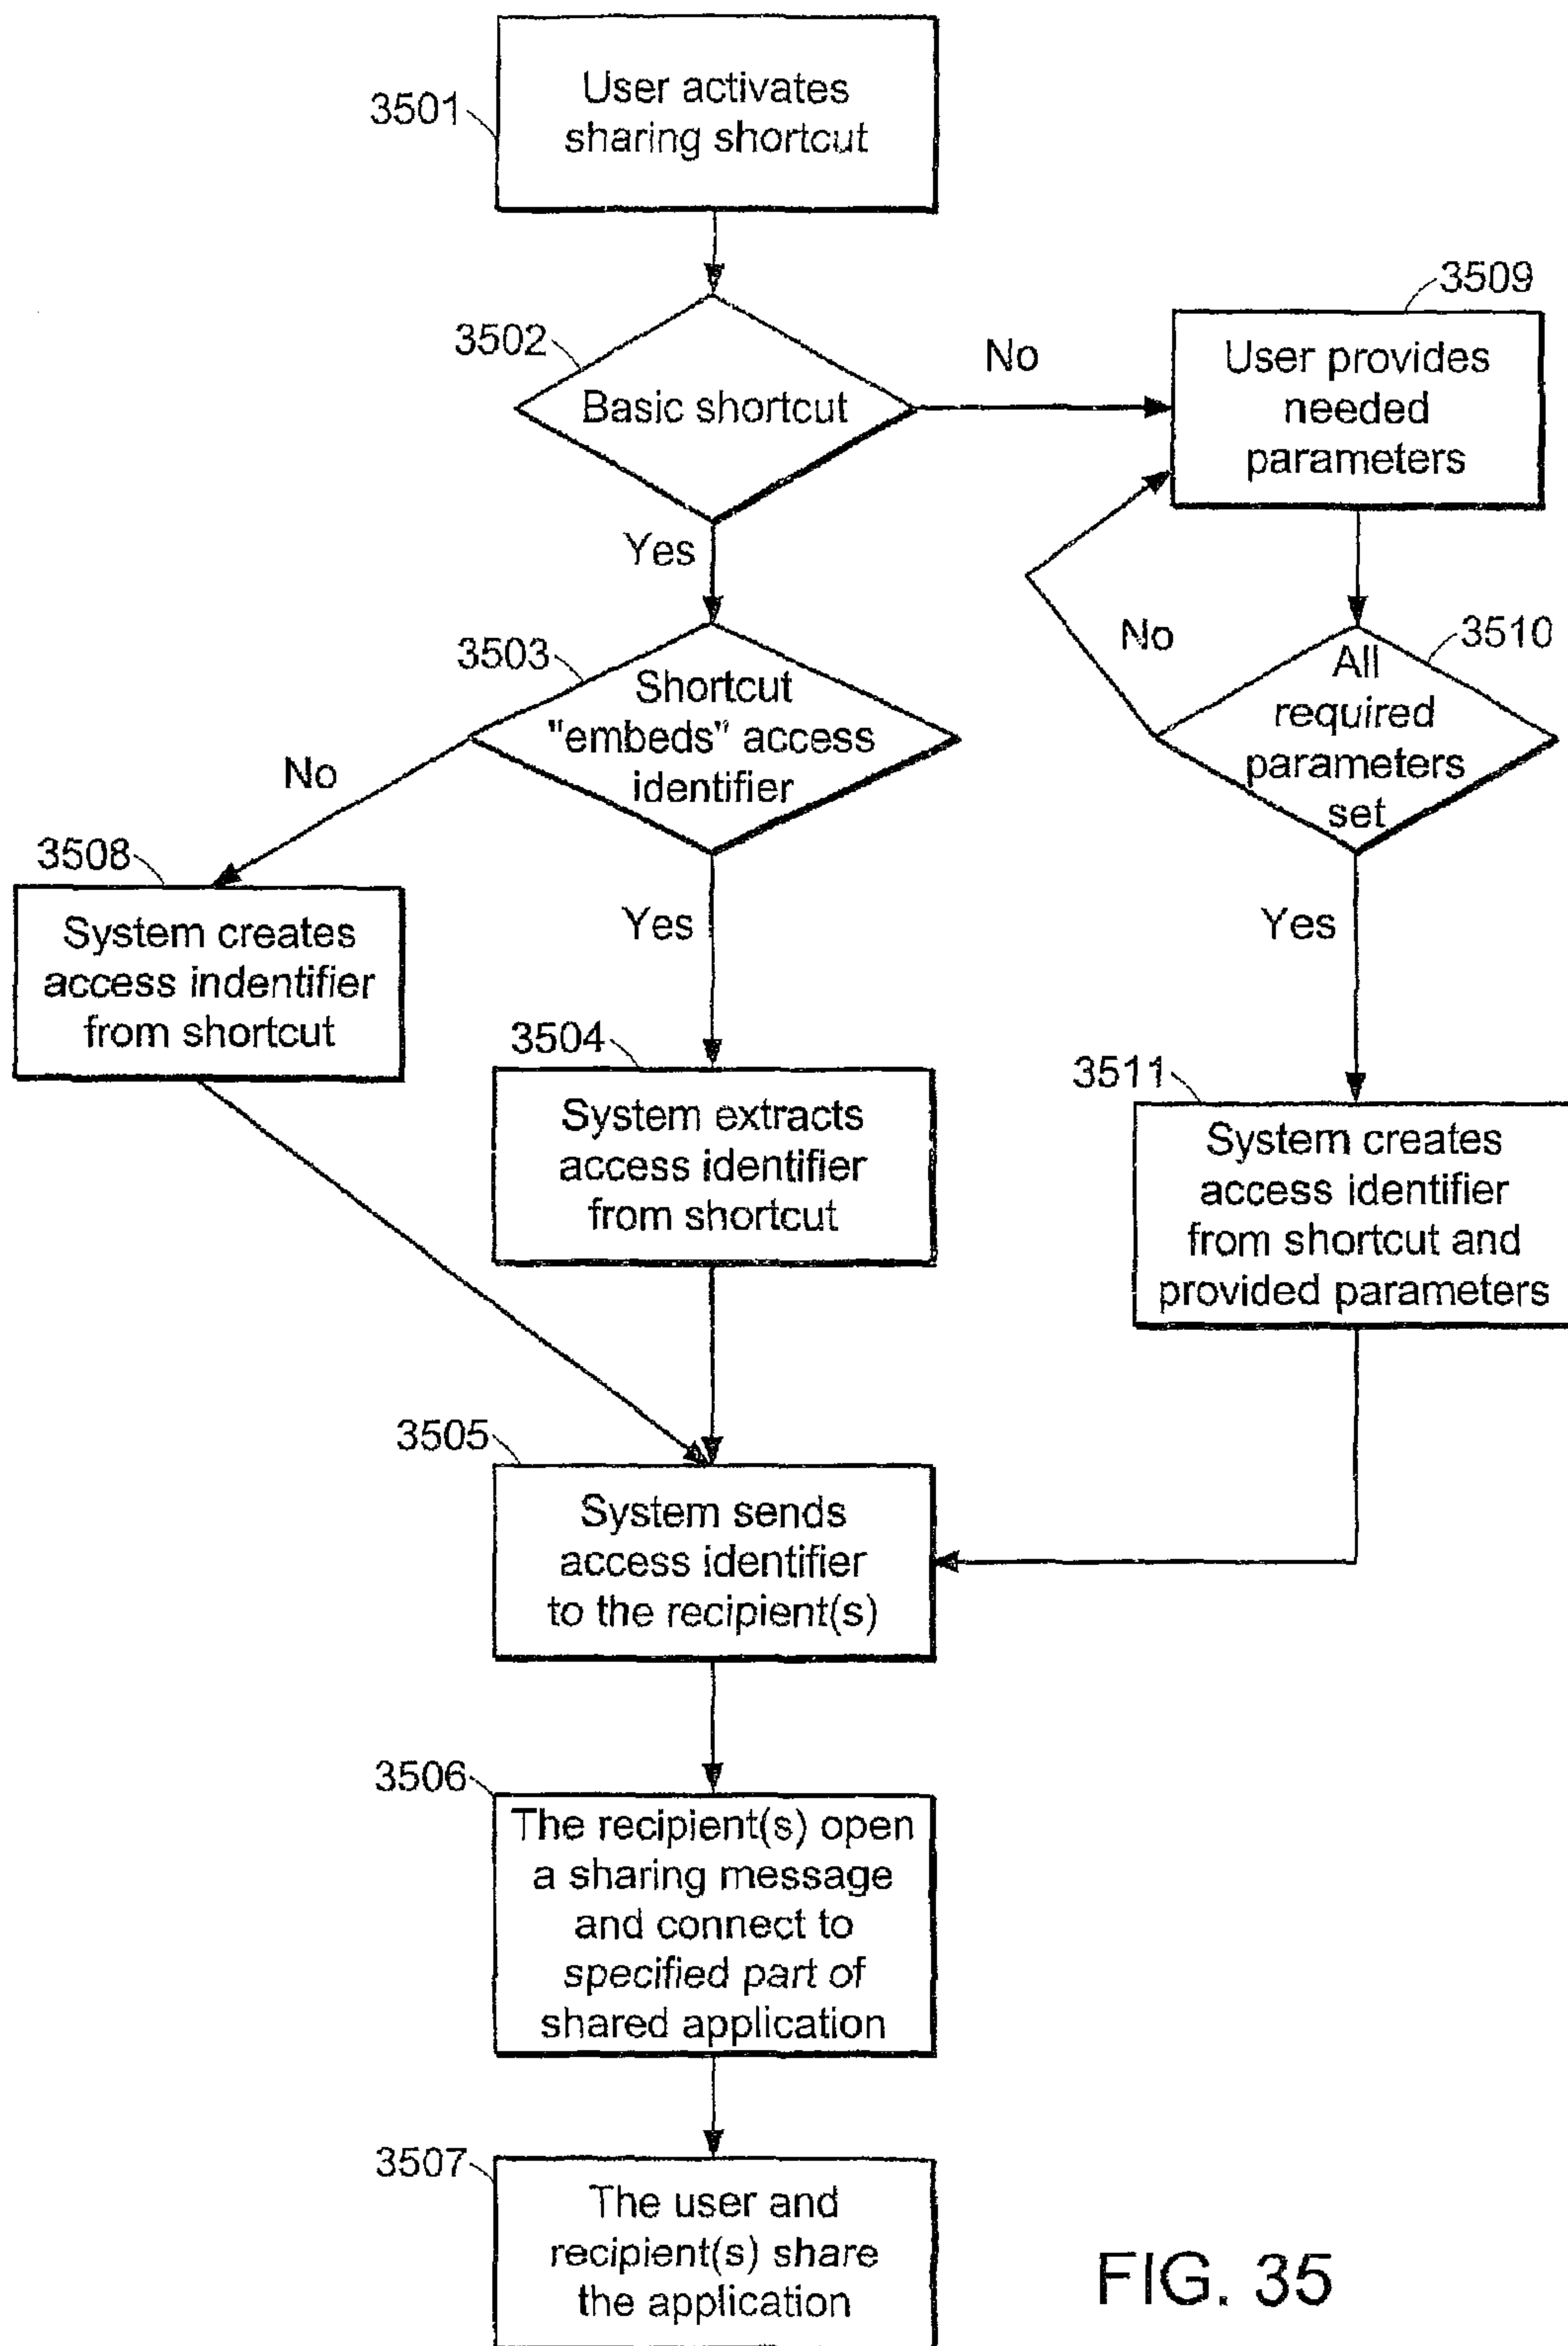 3501
User activates
sharing shortcut
3502
Basic shortcut
No
3509
User provides
needed
parameters
Yes
3503
Shortcut
"embeds" access
identifier
No
3510
All
required
parameters
set
No
3508
System creates
access indentifier
from shortcut
Yes
3504
System extracts
access identifier
from shortcut
Yes
3511
System creates
access identifier
from shortcut and
provided parameters
3505
System sends
access identifier
to the recipient(s)
3506
The recipient(s) open
a sharing message
and connect to
specified part of
shared application
3507
The user and
recipient(s) share
the application
FIG. 35